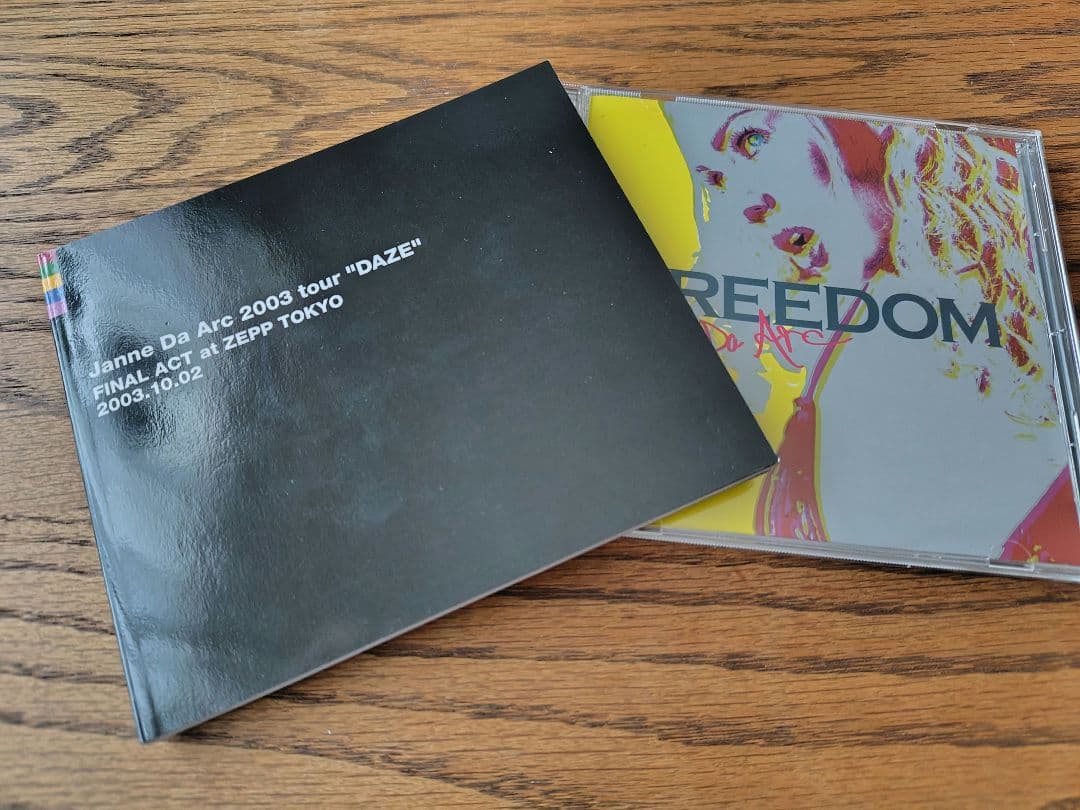 Janne Da Arc 2003 tour "DAZE"
FINAL ACT at ZEPP TOKYO
2003.10.02
REEDOM
Da Arc